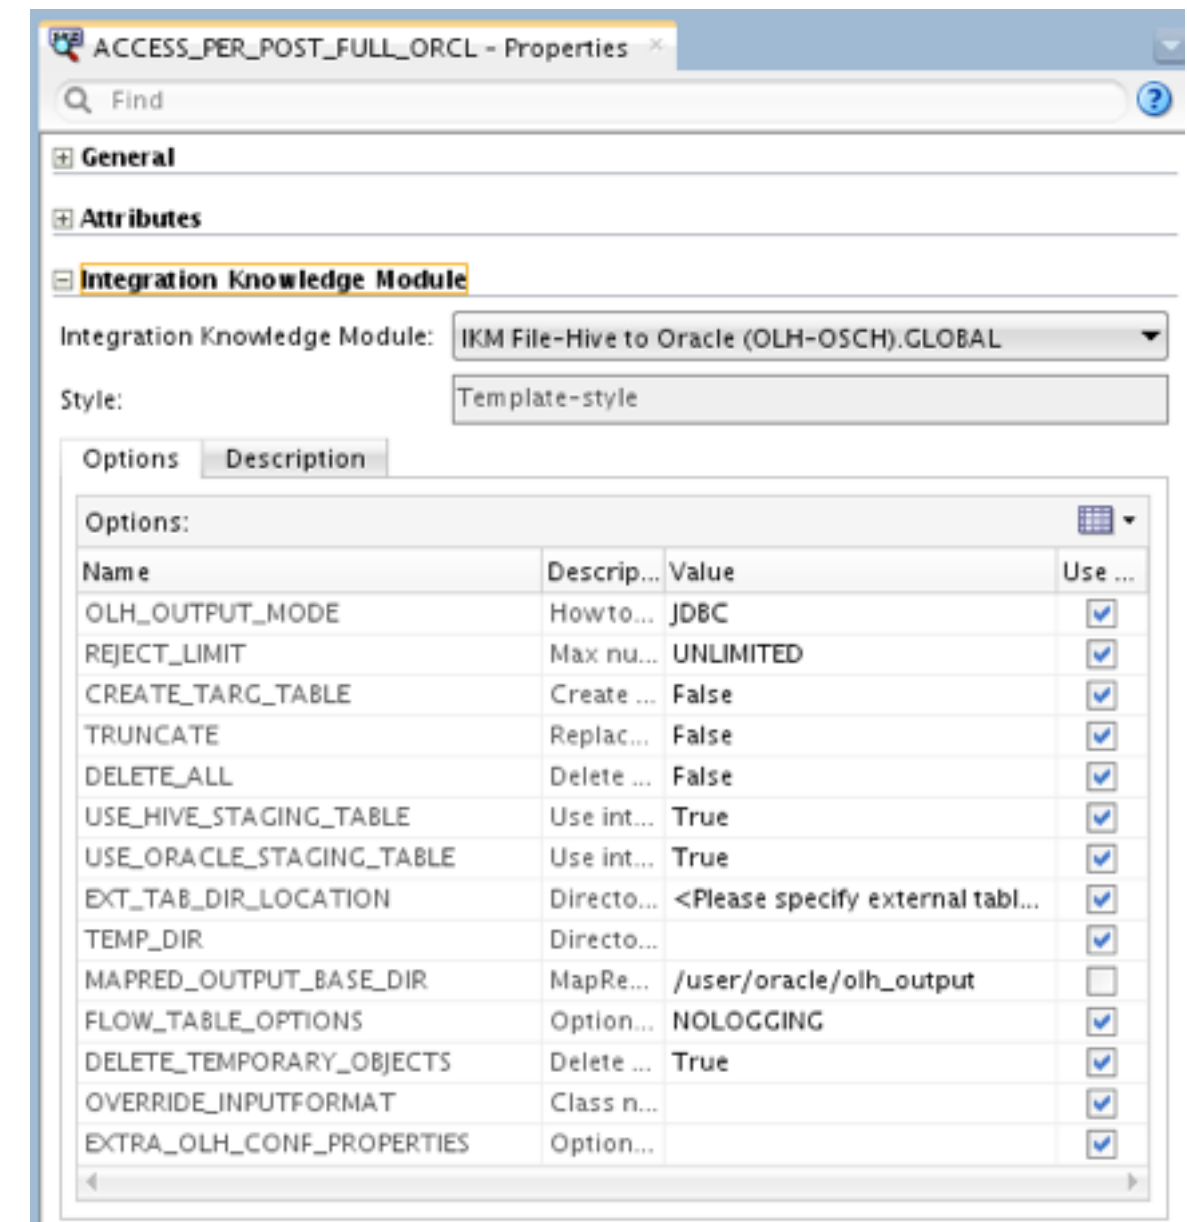 ACCESS_PER_POST_FULL_ORCL - Properties
Find
General
Attributes
Integration Knowledge Module
Integration Knowledge Module: IKM File-Hive to Oracle (OLH-OSCH).GLOBAL
Style: Template-style
Options Description
Options:
Name Descrip... Value Use ...
OLH_OUTPUT_MODE How to... JDBC
REJECT_LIMIT Max nu... UNLIMITED
CREATE_TARG_TABLE Create ... False
TRUNCATE Replac... False
DELETE_ALL Delete ... False
USE_HIVE_STAGING_TABLE Use int... True
USE_ORACLE_STAGING_TABLE Use int... True
EXT_TAB_DIR_LOCATION Directo... <Please specify external tabl...
TEMP_DIR Directo...
MAPRED_OUTPUT_BASE_DIR MapRe... /user/oracle/olh_output
FLOW_TABLE_OPTIONS Option... NOLOGGING
DELETE_TEMPORARY_OBJECTS Delete ... True
OVERRIDE_INPUTFORMAT Class n...
EXTRA_OLH_CONF_PROPERTIES Option...